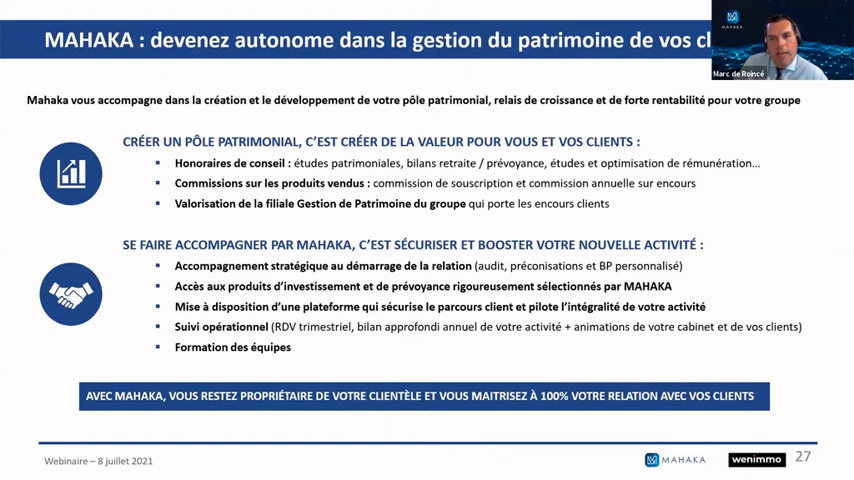 MAHAKA : devenez autonome dans la gestion du patrimoine de vos cl
MAHAKA
Marc de Roincé
Mahaka vous accompagne dans la création et le développement de votre pôle patrimonial, relais de croissance et de forte rentabilité pour votre groupe
CRÉER UN PÔLE PATRIMONIAL, C'EST CRÉER DE LA VALEUR POUR VOUS ET VOS CLIENTS :
Honoraires de conseil : études patrimoniales, bilans retraite / prévoyance, études et optimisation de rémunération...
Commissions sur les produits vendus : commission de souscription et commission annuelle sur encours
Valorisation de la filiale Gestion de Patrimoine du groupe qui porte les encours clients
SE FAIRE ACCOMPAGNER PAR MAHAKA, C'EST SÉCURISER ET BOOSTER VOTRE NOUVELLE ACTIVITÉ :
Accompagnement stratégique au démarrage de la relation (audit, préconisations et BP personnalisé)
Accès aux produits d'investissement et de prévoyance rigoureusement sélectionnés par MAHAKA
Mise à disposition d'une plateforme qui sécurise le parcours client et pilote l'intégralité de votre activité
Suivi opérationnel (RDV trimestriel, bilan approfondi annuel de votre activité + animations de votre cabinet et de vos clients)
Formation des équipes
AVEC MAHAKA, VOUS RESTEZ PROPRIÉTAIRE DE VOTRE CLIENTÈLE ET VOUS MAITRISEZ À 100% VOTRE RELATION AVEC VOS CLIENTS
Webinaire – 8 juillet 2021
MAHAKA
wenimmo
27